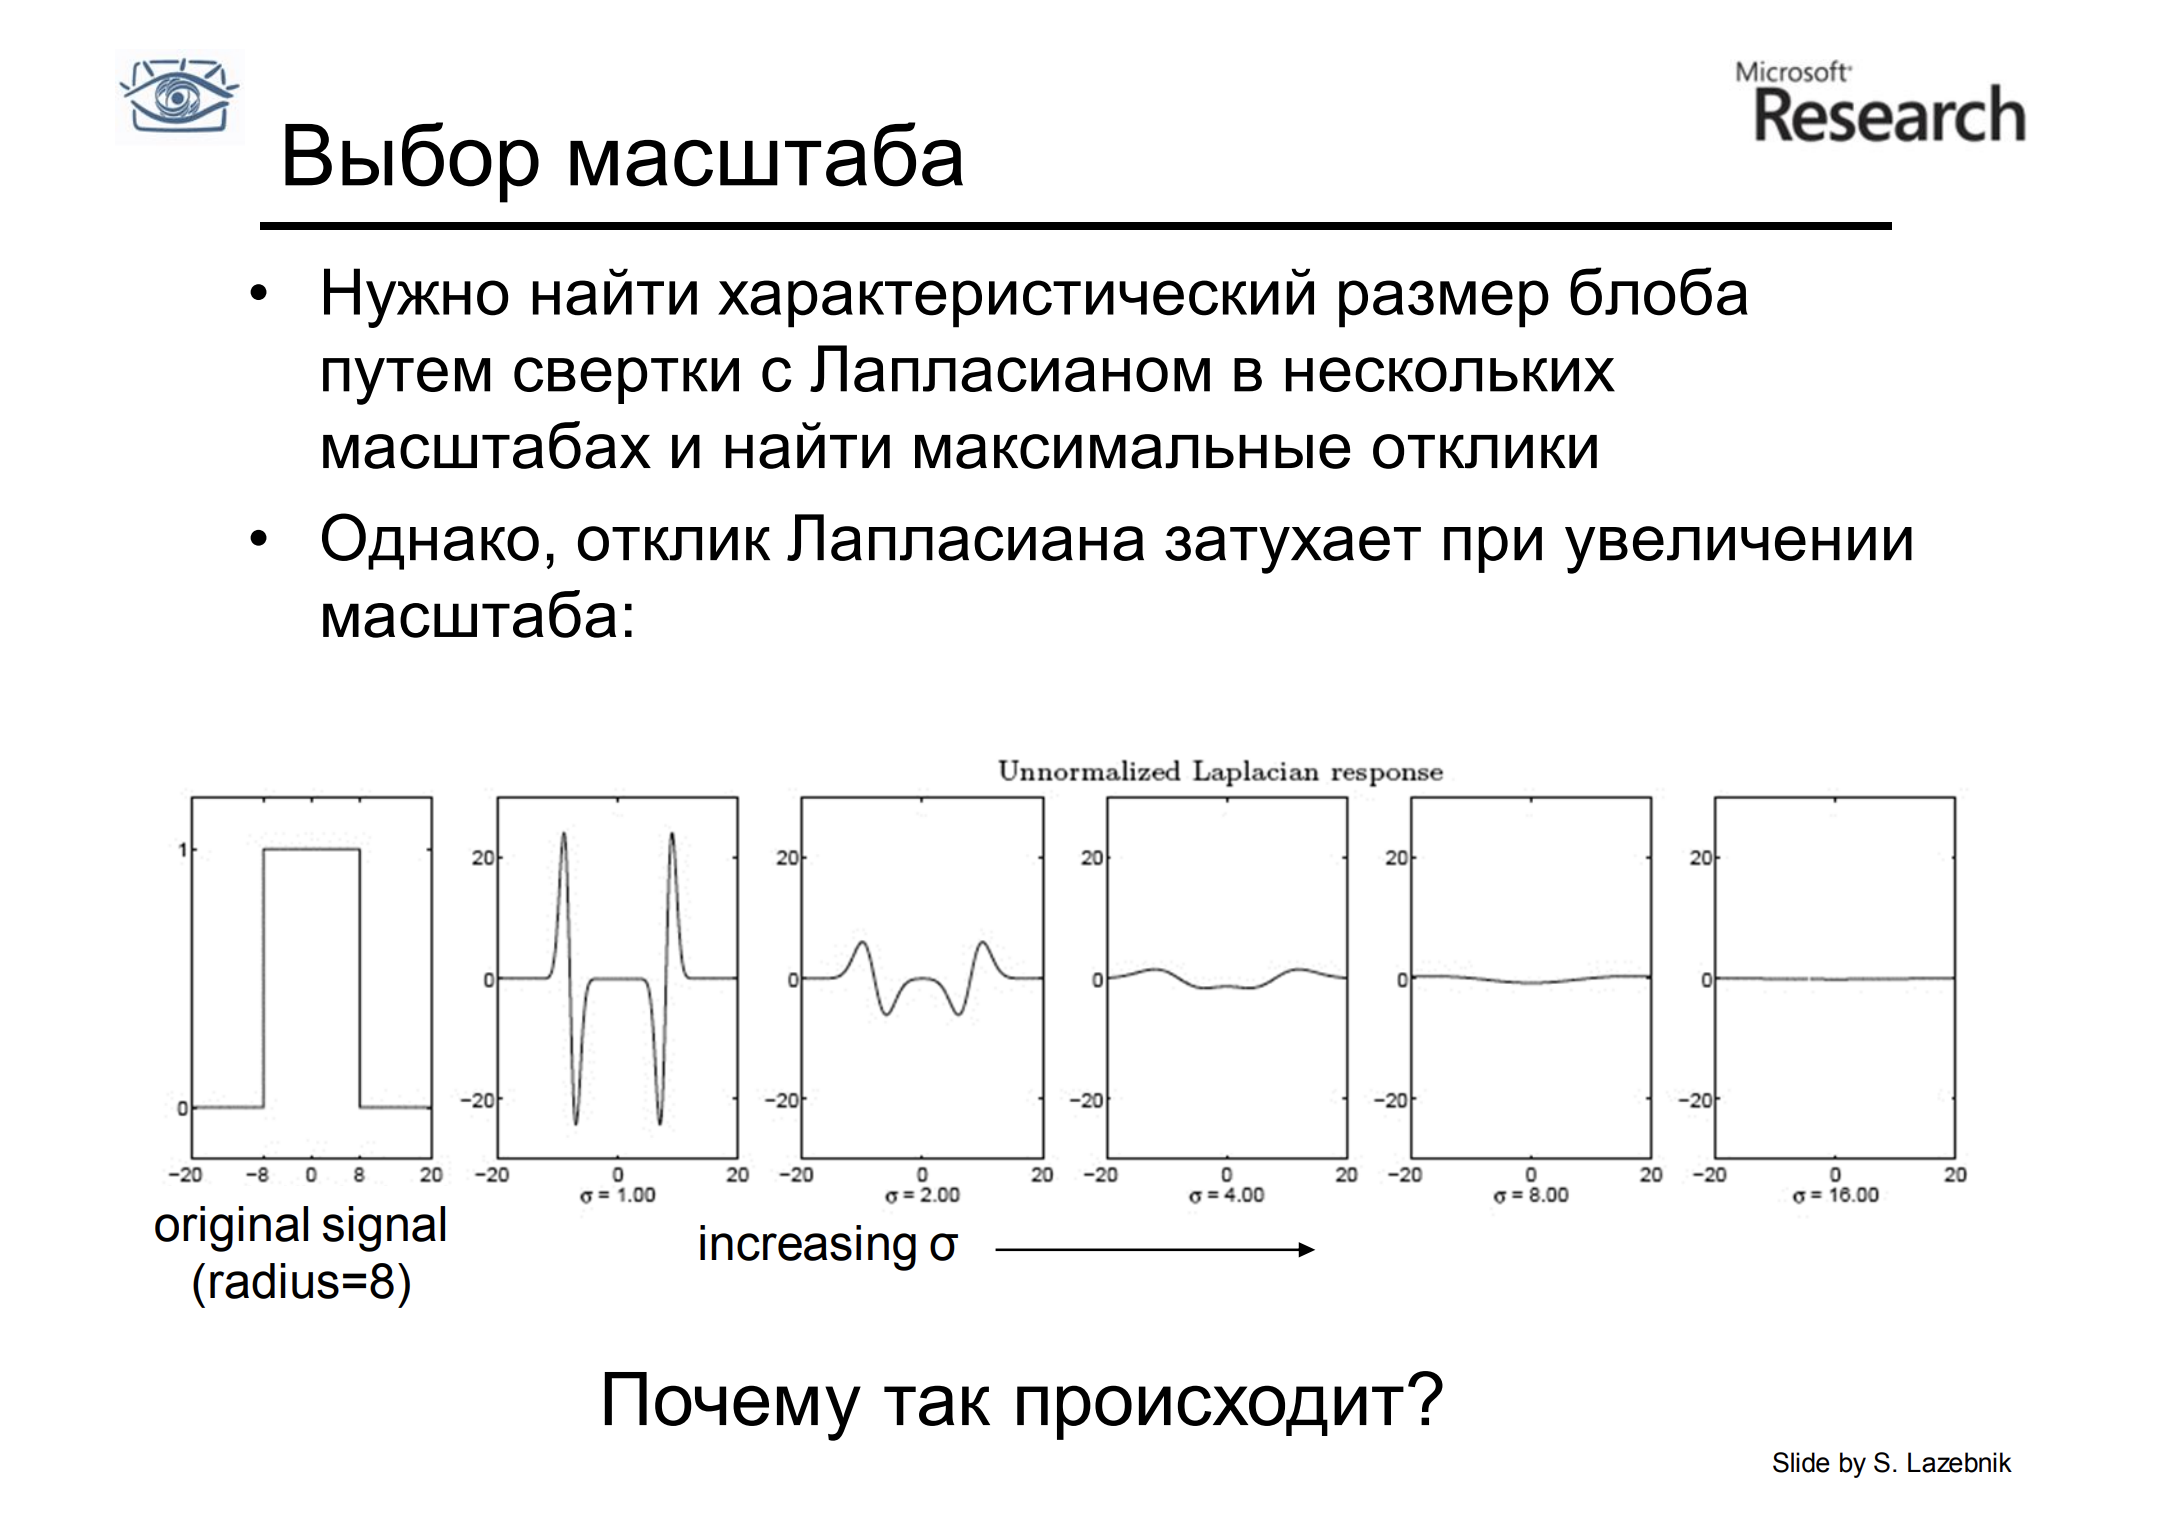 Microsoft
Research
Выбор масштаба
• Нужно найти характеристический размер блоба
путем свертки с Лапласианом в нескольких
масштабах и найти максимальные отклики
• Однако, отклик Лапласиана затухает при увеличении
масштаба:
Unnormalized Laplacian response
1
0
−20 −8 0 8 20
20
0
−20
−20 0 20
σ = 1.00
20
0
−20
−20 0 20
σ = 2.00
20
0
−20
−20 0 20
σ = 4.00
20
0
−20
−20 0 20
σ = 8.00
20
0
−20
−20 0 20
σ = 16.00
original signal
(radius=8)
increasing σ
Почему так происходит?
Slide by S. Lazebnik